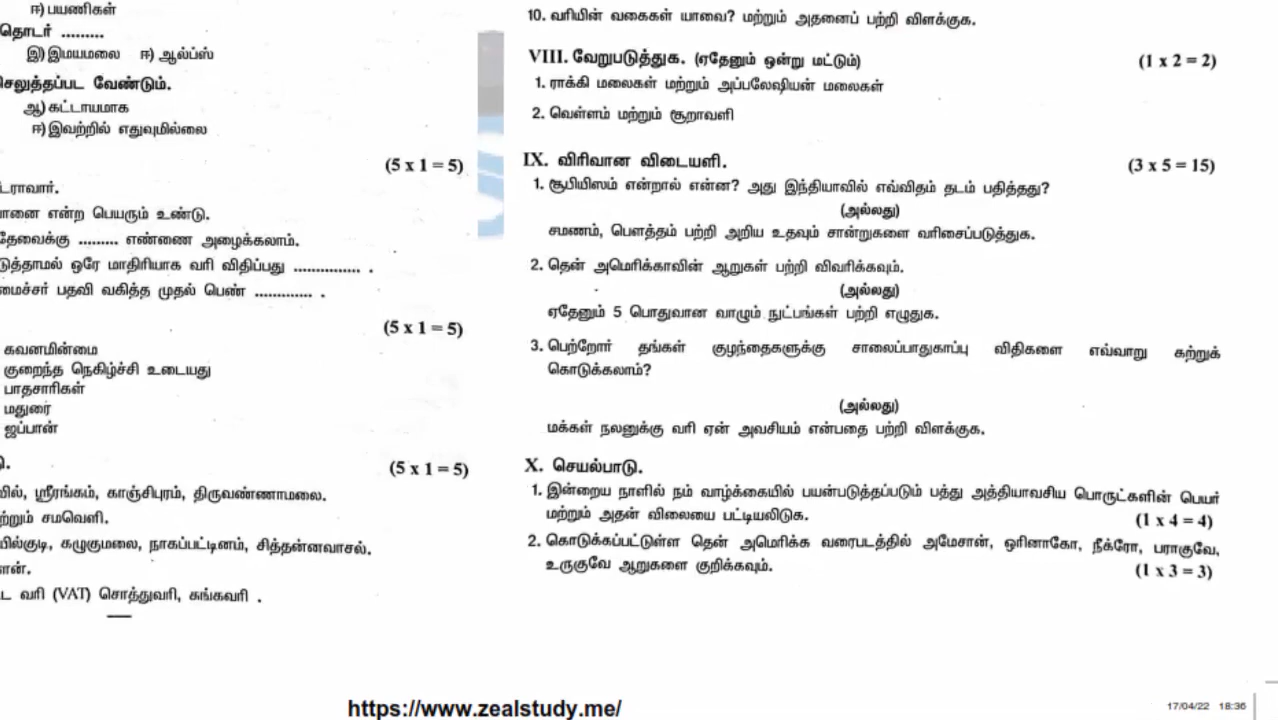 ஈ) பயணிகள்
தொடர் .........
இ) இமயமலை ஈ) ஆல்ப்ஸ்
செலுத்தப்பட வேண்டும்.
ஆ) கட்டாயமாக
ஈ) இவற்றில் எதுவுமில்லை
(5 x 1 = 5)
டராவார்.
என்ற பெயரும் உண்டு.
தேவைக்கு ......... எண்ணை அழைக்கலாம்.
டுத்தாமல் ஒரே மாதிரியாக வரி விதிப்பது ............... .
மைச்சர் பதவி வகித்த முதல் பெண் ............. .
(5 x 1 = 5)
கவனமின்மை
குறைந்த நெகிழ்ச்சி உடையது
பாதசாரிகள்
மதுரை
ஜப்பான்
(5 x 1 = 5)
யில், ஸ்ரீரங்கம், காஞ்சிபுரம், திருவண்ணாமலை.
ற்றும் சமவெளி.
யில்குடி, கழுகுமலை, நாகப்பட்டினம், சித்தன்னவாசல்.
ட வரி (VAT) சொத்துவரி, சுங்கவரி .
10. வரியின் வகைகள் யாவை? மற்றும் அதனைப் பற்றி விளக்குக.
VIII. வேறுபடுத்துக. (ஏதேனும் ஒன்று மட்டும்) (1 x 2 = 2)
1. ராக்கி மலைகள் மற்றும் அப்பலேஷியன் மலைகள்
2. வெள்ளம் மற்றும் சூறாவளி
IX. விரிவான விடையளி. (3 x 5 = 15)
1. சூபியிஸம் என்றால் என்ன? அது இந்தியாவில் எவ்விதம் தடம் பதித்தது?
(அல்லது)
சமணம், பௌத்தம் பற்றி அறிய உதவும் சான்றுகளை வரிசைப்படுத்துக.
2. தென் அமெரிக்காவின் ஆறுகள் பற்றி விவரிக்கவும்.
(அல்லது)
ஏதேனும் 5 பொதுவான வாழும் நுட்பங்கள் பற்றி எழுதுக.
3. பெற்றோர் தங்கள் குழந்தைகளுக்கு சாலைப்பாதுகாப்பு விதிகளை எவ்வாறு கற்றுக்
கொடுக்கலாம்?
(அல்லது)
மக்கள் நலனுக்கு வரி ஏன் அவசியம் என்பதை பற்றி விளக்குக.
X. செயல்பாடு.
1. இன்றைய நாளில் நம் வாழ்க்கையில் பயன்படுத்தப்படும் பத்து அத்தியாவசிய பொருட்களின் பெயர்
மற்றும் அதன் விலையை பட்டியலிடுக. (1 x 4 = 4)
2. கொடுக்கப்பட்டுள்ள தென் அமெரிக்க வரைபடத்தில் அமேசான், ஒரினாகோ, நீக்ரோ, பராகுவே,
உருகுவே ஆறுகளை குறிக்கவும். (1 x 3 = 3)
https://www.zealstudy.me/
17/04/22 18:36